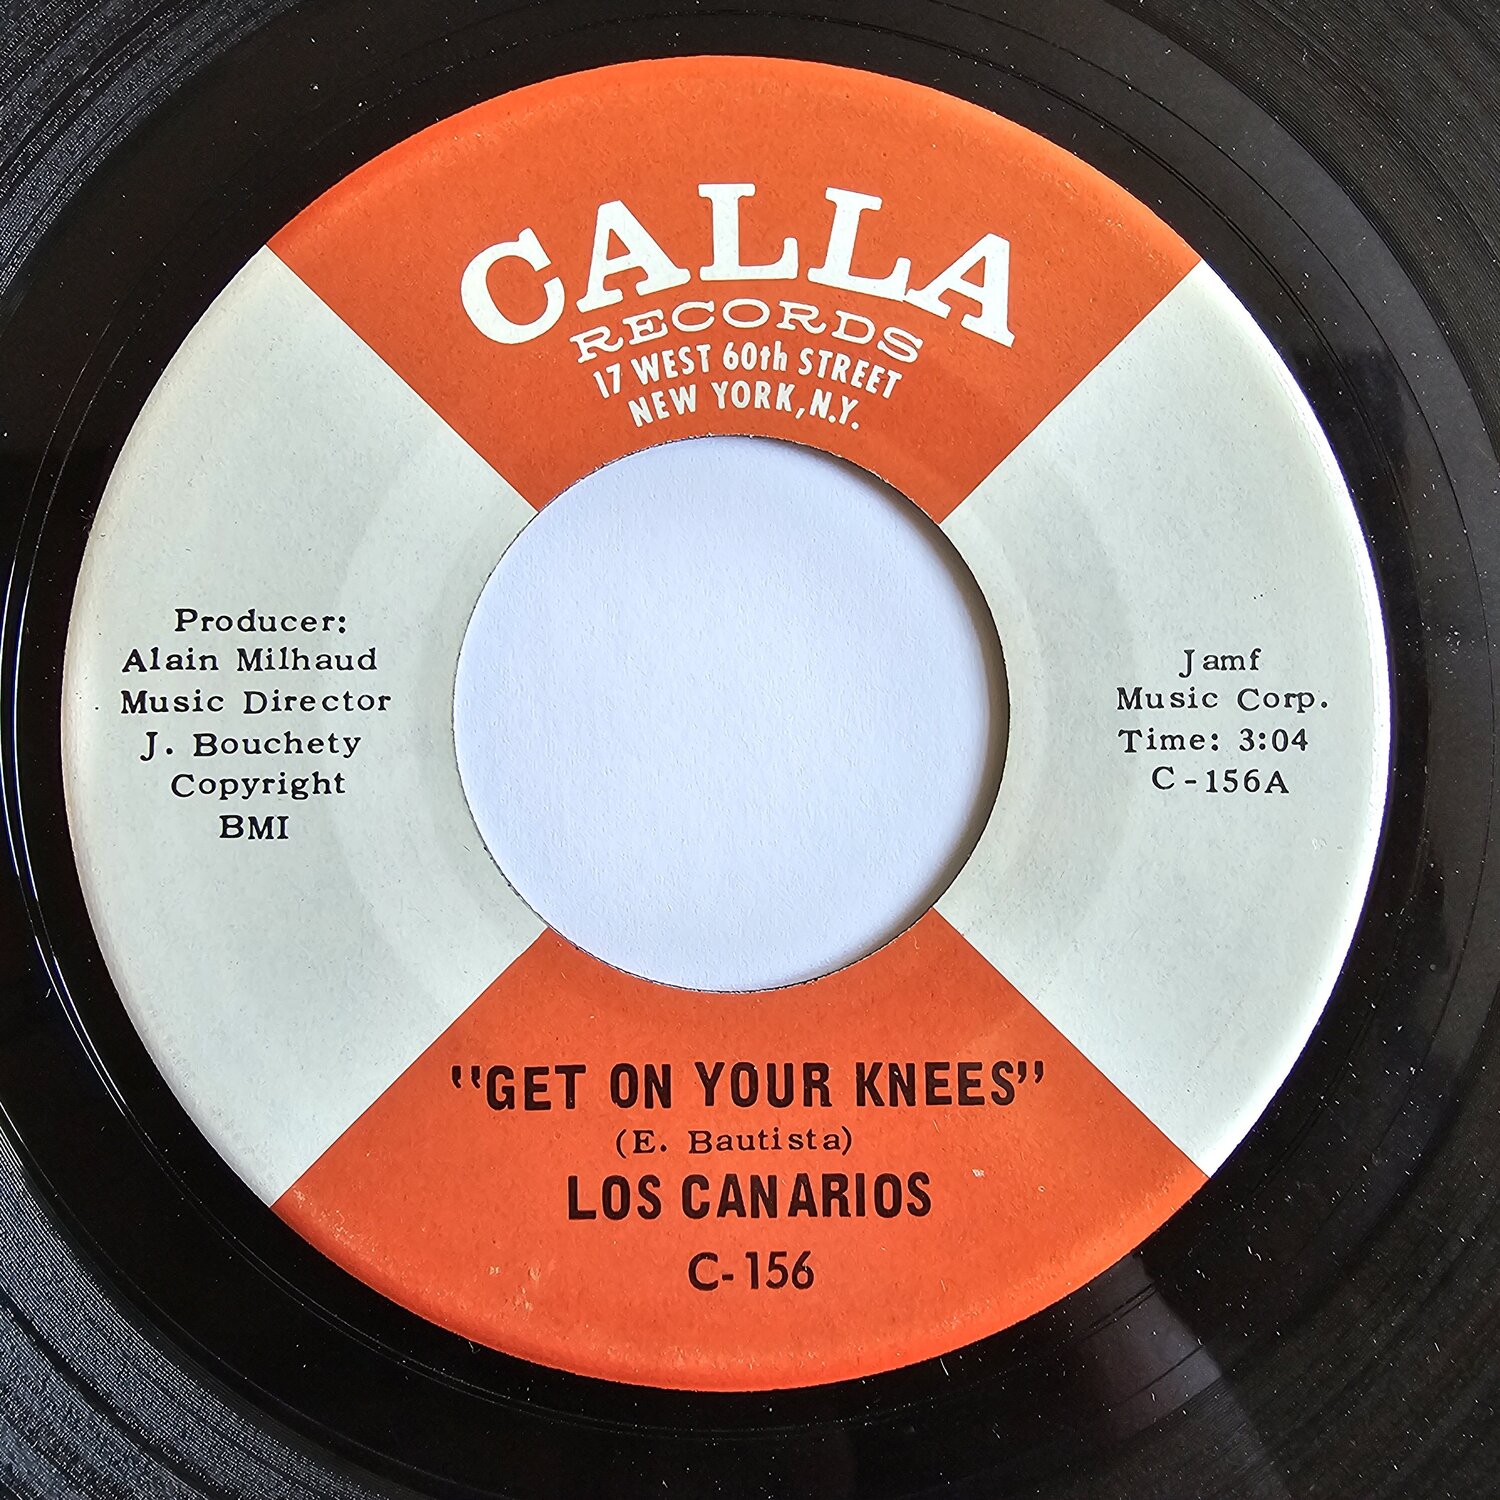 CALLA
RECORDS
17 WEST 60th STREET
NEW YORK, N.Y.
Producer:
Alain Milhaud
Music Director
J. Bouchety
Copyright
BMI
Jamf
Music Corp.
Time: 3:04
C-156A
"GET ON YOUR KNEES"
(E. Bautista)
LOS CANARIOS
C-156